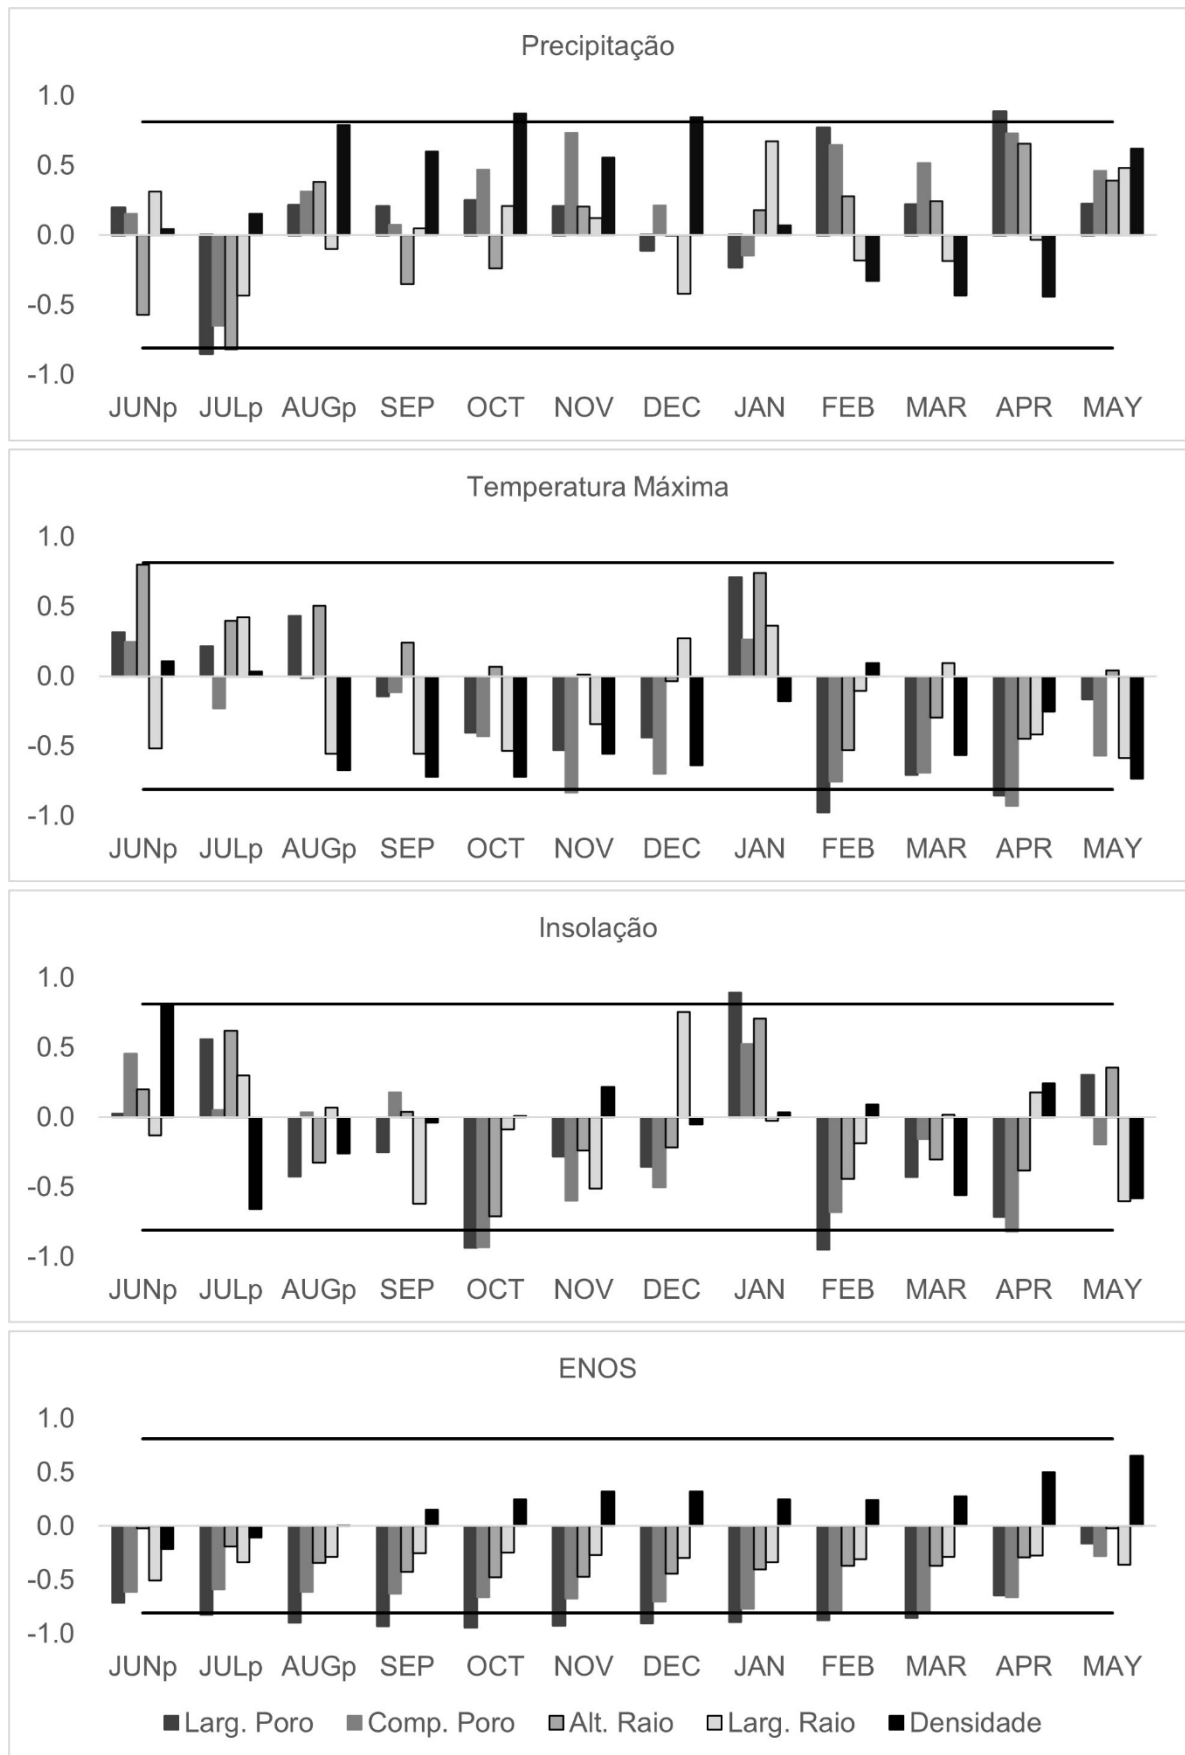 Precipitação
1.0
0.5
0.0
-0.5
-1.0
JUNp JULp AUGp SEP OCT NOV DEC JAN FEB MAR APR MAY
Temperatura Máxima
1.0
0.5
0.0
-0.5
-1.0
JUNp JULp AUGp SEP OCT NOV DEC JAN FEB MAR APR MAY
Insolação
1.0
0.5
0.0
-0.5
-1.0
JUNp JULp AUGp SEP OCT NOV DEC JAN FEB MAR APR MAY
ENOS
1.0
0.5
0.0
-0.5
-1.0
JUNp JULp AUGp SEP OCT NOV DEC JAN FEB MAR APR MAY
Larg. Poro Comp. Poro Alt. Raio Larg. Raio Densidade